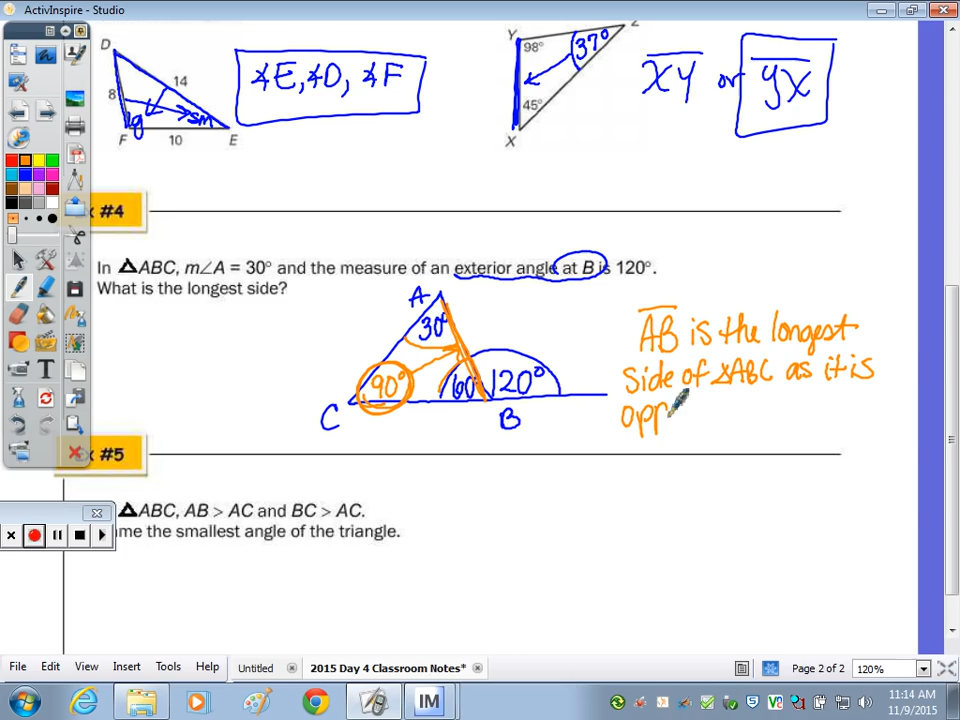 ActivInspire - Studio
D
14
8
lg
sm
F
10
E
∡E, ∡D, ∡F
Y
98°
37°
45°
X
XY or YX
x #4
In △ABC, m∠A = 30° and the measure of an exterior angle at B is 120°.
What is the longest side?
A
30°
90°
60
120°
C
B
AB is the longest
side of △ABC as it is
opp
x #5
△ABC, AB > AC and BC > AC.
ame the smallest angle of the triangle.
File Edit View Insert Tools Help
Untitled
2015 Day 4 Classroom Notes*
Page 2 of 2
120%
IM
11:14 AM
11/9/2015